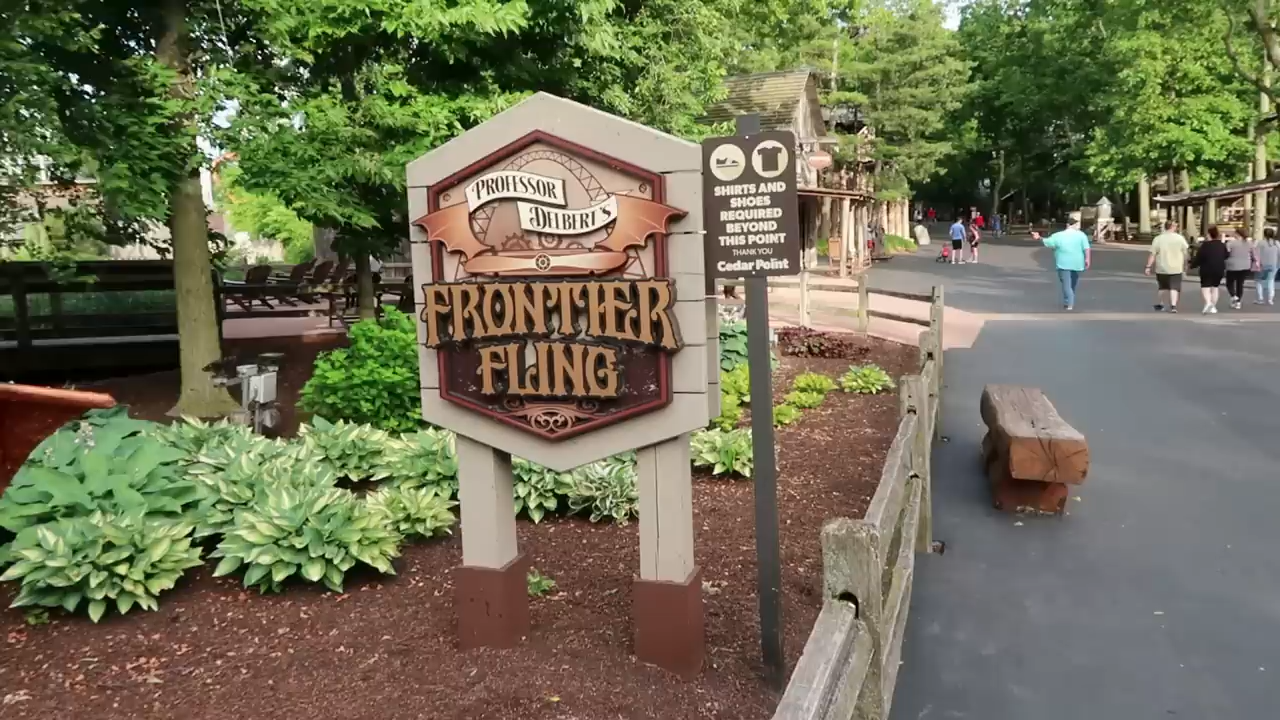 PROFESSOR
DELBERT'S
FRONTIER
FLING
SHIRTS AND
SHOES
REQUIRED
BEYOND
THIS POINT
THANK YOU
Cedar Point